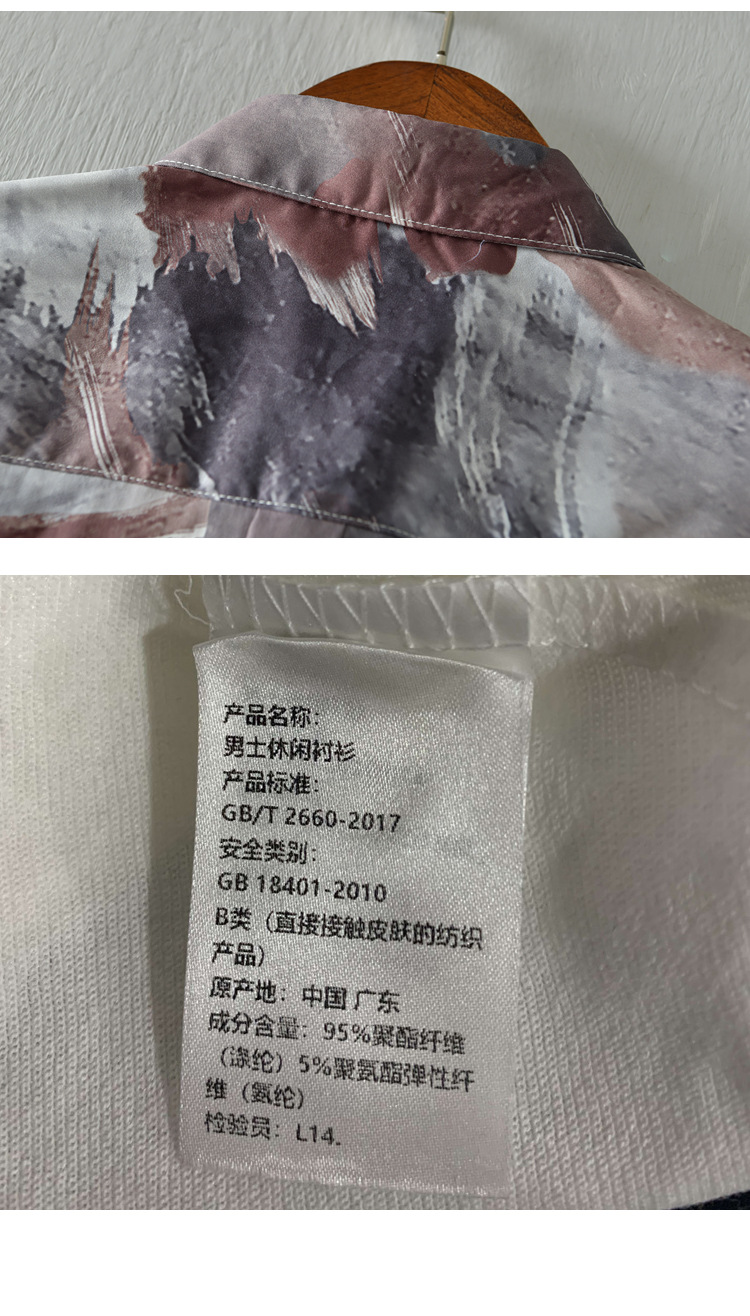 产品名称：
男士休闲衬衫
产品标准：
GB/T 2660-2017
安全类别：
GB 18401-2010
B类（直接接触皮肤的纺织
产品）
原产地：中国 广东
成分含量：95%聚酯纤维
（涤纶）5%聚氨酯弹性纤
维（氨纶）
检验员：L14.